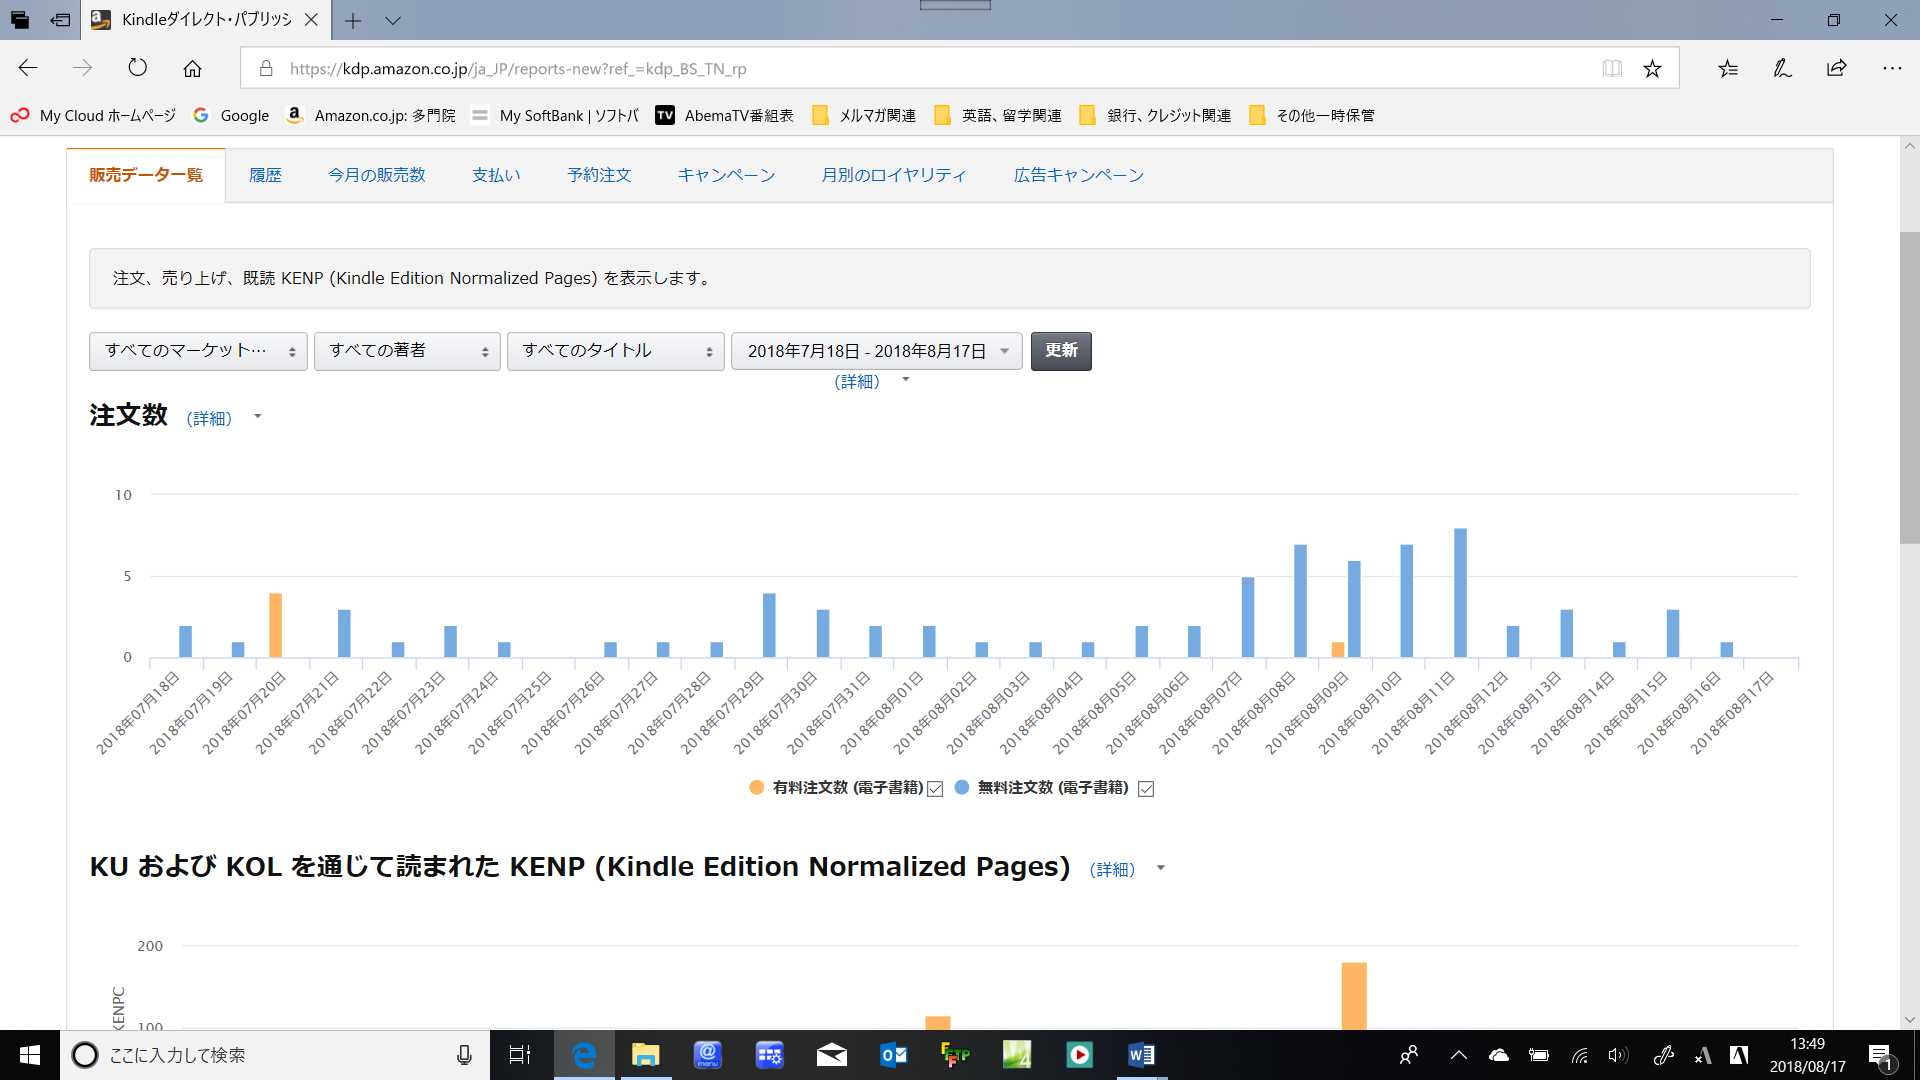 Kindleダイレクト・パブリッシ
https://kdp.amazon.co.jp/ja_JP/reports-new?ref_=kdp_BS_TN_rp
My Cloud ホームページ Google Amazon.co.jp: 多門院 My SoftBank | ソフトバ AbemaTV番組表 メルマガ関連 英語、留学関連 銀行、クレジット関連 その他一時保管
販売データ一覧 履歴 今月の販売数 支払い 予約注文 キャンペーン 月別のロイヤリティ 広告キャンペーン
注文、売り上げ、既読 KENP (Kindle Edition Normalized Pages) を表示します。
すべてのマーケット… すべての著者 すべてのタイトル 2018年7月18日 - 2018年8月17日 更新
(詳細)
注文数 (詳細)
10
5
0
2018年07月18日 2018年07月19日 2018年07月20日 2018年07月21日 2018年07月22日 2018年07月23日 2018年07月24日 2018年07月25日 2018年07月26日 2018年07月27日 2018年07月28日 2018年07月29日 2018年07月30日 2018年07月31日 2018年08月01日 2018年08月02日 2018年08月03日 2018年08月04日 2018年08月05日 2018年08月06日 2018年08月07日 2018年08月08日 2018年08月09日 2018年08月10日 2018年08月11日 2018年08月12日 2018年08月13日 2018年08月14日 2018年08月15日 2018年08月16日 2018年08月17日
有料注文数 (電子書籍) 無料注文数 (電子書籍)
KU および KOL を通じて読まれた KENP (Kindle Edition Normalized Pages) (詳細)
200
KENPC
100
ここに入力して検索
13:49
2018/08/17
1